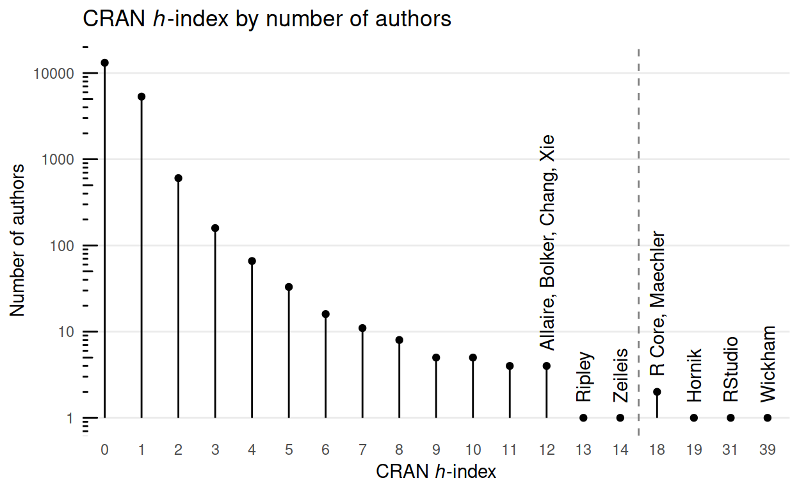 CRAN h-index by number of authors
Number of authors
10000
1000
100
10
1
Allaire, Bolker, Chang, Xie
Ripley
Zeileis
R Core, Maechler
Hornik
RStudio
Wickham
0 1 2 3 4 5 6 7 8 9 10 11 12 13 14 18 19 31 39
CRAN h-index